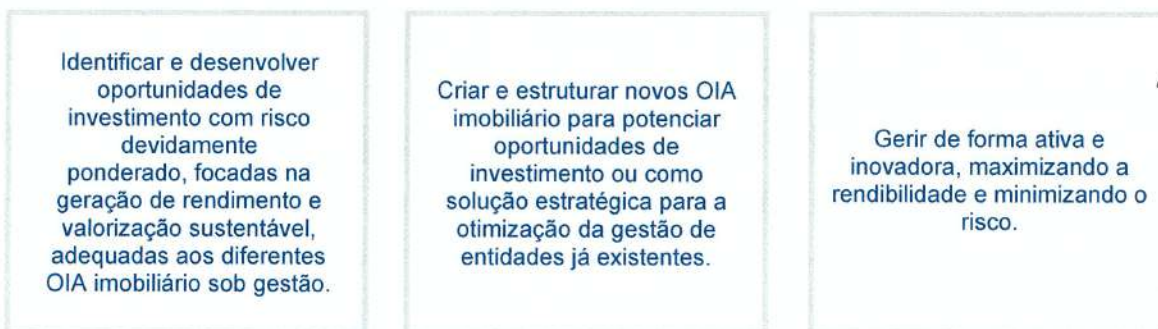 Identificar e desenvolver
oportunidades de
investimento com risco
devidamente
ponderado, focadas na
geração de rendimento e
valorização sustentável,
adequadas aos diferentes
OIA imobiliário sob gestão.
Criar e estruturar novos OIA
imobiliário para potenciar
oportunidades de
investimento ou como
solução estratégica para a
otimização da gestão de
entidades já existentes.
Gerir de forma ativa e
inovadora, maximizando a
rendibilidade e minimizando o
risco.